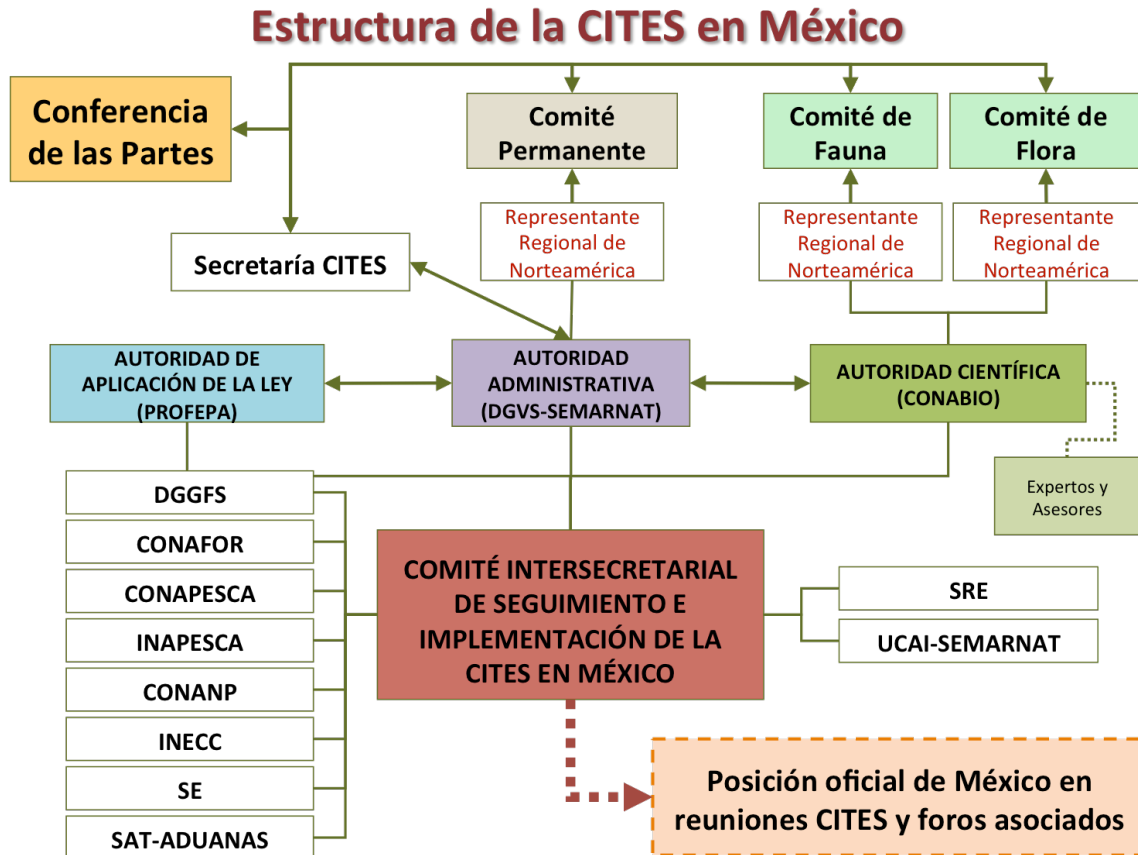 Estructura de la CITES en México
Conferencia
de las Partes
Comité
Permanente
Comité de
Fauna
Comité de
Flora
Secretaría CITES
Representante
Regional de
Norteamérica
Representante
Regional de
Norteamérica
Representante
Regional de
Norteamérica
AUTORIDAD DE
APLICACIÓN DE LA LEY
(PROFEPA)
AUTORIDAD
ADMINISTRATIVA
(DGVS-SEMARNAT)
AUTORIDAD CIENTÍFICA
(CONABIO)
Expertos y
Asesores
DGGFS
CONAFOR
CONAPESCA
INAPESCA
CONANP
INECC
SE
SAT-ADUANAS
COMITÉ INTERSECRETARIAL
DE SEGUIMIENTO E
IMPLEMENTACIÓN DE LA
CITES EN MÉXICO
SRE
UCAI-SEMARNAT
Posición oficial de México en
reuniones CITES y foros asociados